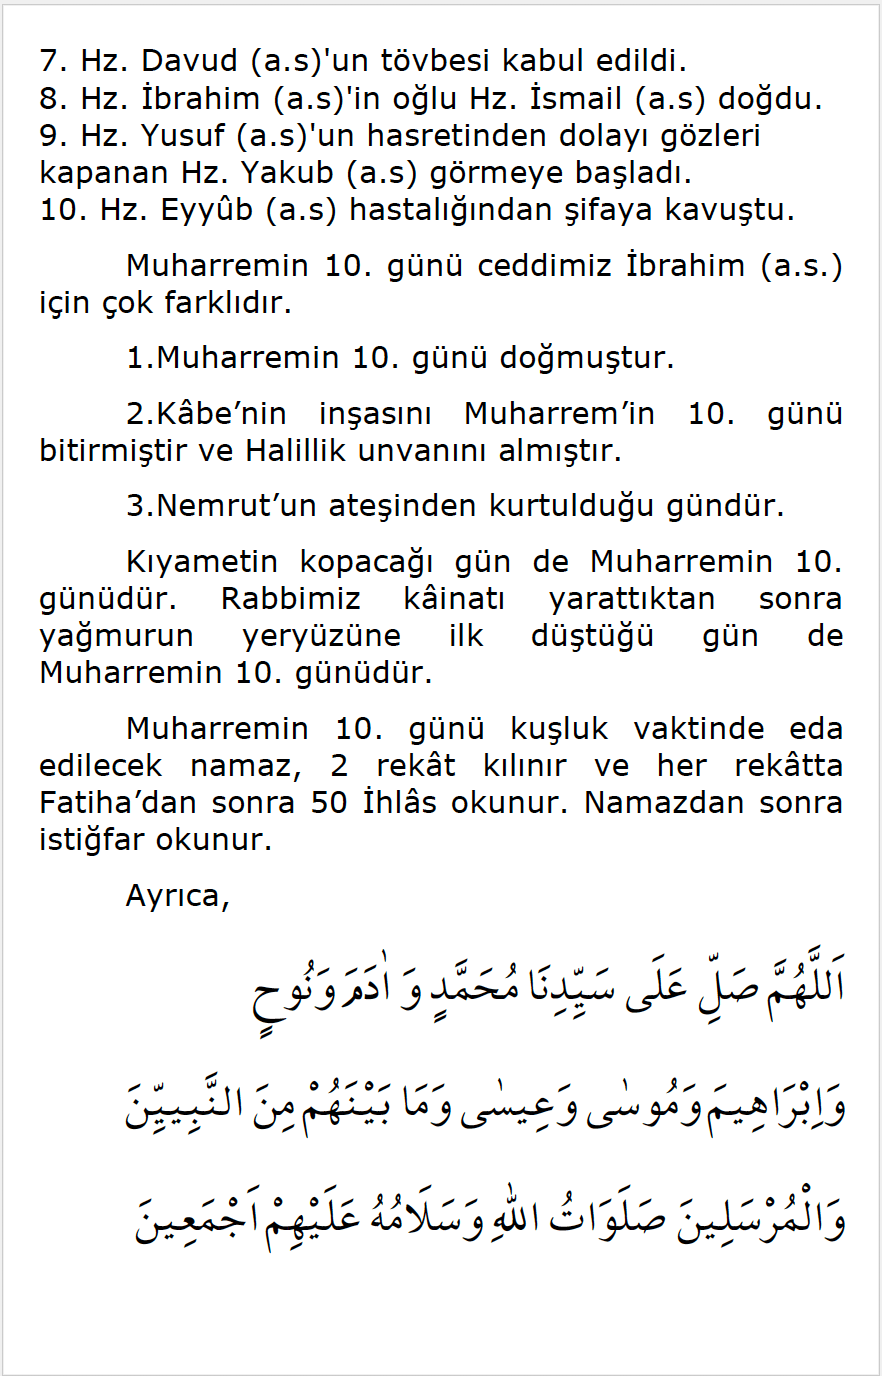 7. Hz. Davud (a.s)'un tövbesi kabul edildi.
8. Hz. İbrahim (a.s)'in oğlu Hz. İsmail (a.s) doğdu.
9. Hz. Yusuf (a.s)'un hasretinden dolayı gözleri
kapanan Hz. Yakub (a.s) görmeye başladı.
10. Hz. Eyyûb (a.s) hastalığından şifaya kavuştu.
Muharremin 10. günü ceddimiz İbrahim (a.s.)
için çok farklıdır.
1.Muharremin 10. günü doğmuştur.
2.Kâbe’nin inşasını Muharrem’in 10. günü
bitirmiştir ve Halillik unvanını almıştır.
3.Nemrut’un ateşinden kurtulduğu gündür.
Kıyametin kopacağı gün de Muharremin 10.
günüdür. Rabbimiz kâinatı yarattıktan sonra
yağmurun yeryüzüne ilk düştüğü gün de
Muharremin 10. günüdür.
Muharremin 10. günü kuşluk vaktinde eda
edilecek namaz, 2 rekât kılınır ve her rekâtta
Fatiha’dan sonra 50 İhlâs okunur. Namazdan sonra
istiğfar okunur.
Ayrıca,
اَللَّهُمَّ صَلِّ عَلَى سَيِّدِنَا مُحَمَّدٍ وَ اٰدَمَ وَنُوحٍ
وَاِبْرَاهِيمَ وَمُوسٰى وَعِيسٰى وَمَا بَيْنَهُمْ مِنَ النَّبِيِّينَ
وَالْمُرْسَلِينَ صَلَوَاتُ اللّٰهِ وَسَلَامُهُ عَلَيْهِمْ اَجْمَعِينَ